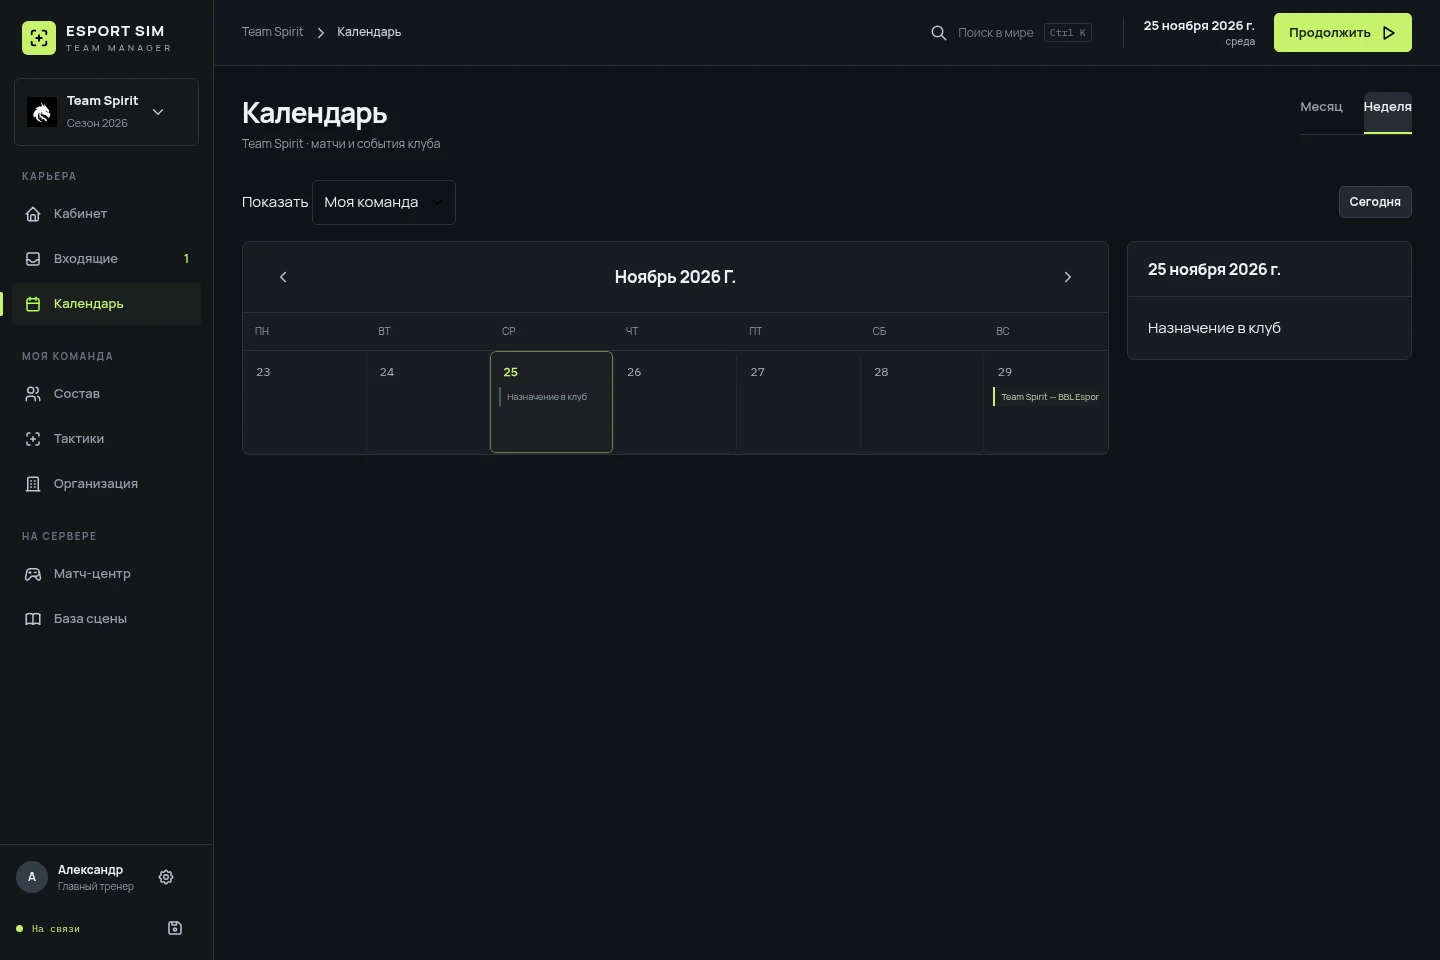 ESPORT SIM
TEAM MANAGER
Team Spirit
Сезон 2026
КАРЬЕРА
Кабинет
Входящие 1
Календарь
МОЯ КОМАНДА
Состав
Тактики
Организация
НА СЕРВЕРЕ
Матч-центр
База сцены
А
Александр
Главный тренер
На связи
Team Spirit > Календарь
Поиск в мире Ctrl K
25 ноября 2026 г.
среда
Продолжить
Календарь
Team Spirit · матчи и события клуба
Месяц Неделя
Показать Моя команда
Сегодня
Ноябрь 2026 Г.
ПН ВТ СР ЧТ ПТ СБ ВС
23 24 25 26 27 28 29
Назначение в клуб
Team Spirit — BBL Espor
25 ноября 2026 г.
Назначение в клуб